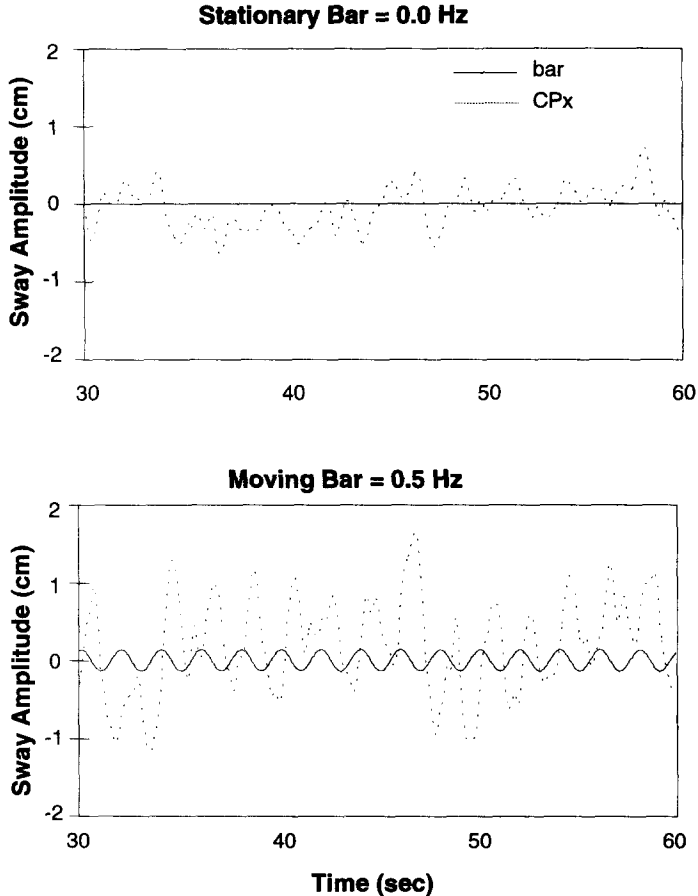 Stationary Bar = 0.0 Hz
2
bar
CPx
1
0
-1
-2
Sway Amplitude (cm)
30 40 50 60
Moving Bar = 0.5 Hz
2
1
0
-1
-2
Sway Amplitude (cm)
30 40 50 60
Time (sec)